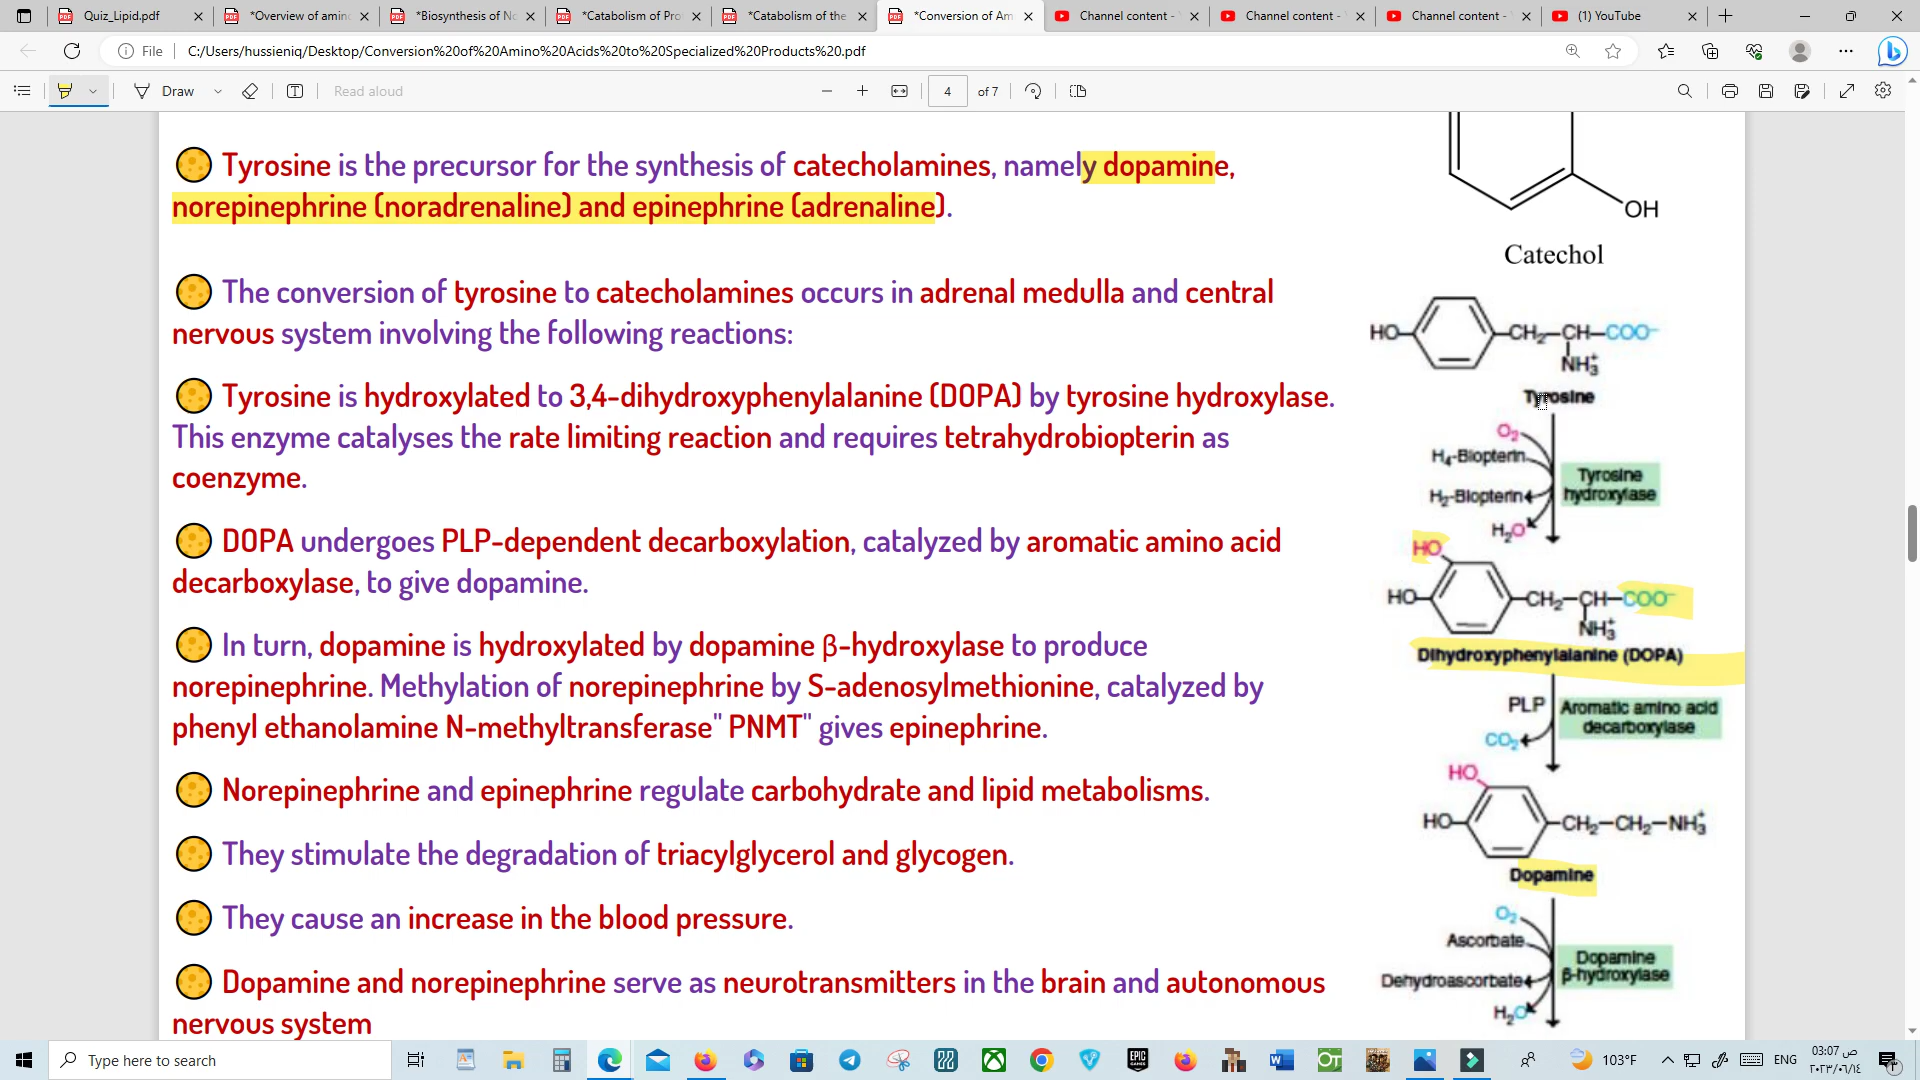 Quiz_Lipid.pdf
*Overview of amin
*Biosynthesis of No
*Catabolism of Pro
*Catabolism of the
*Conversion of Am
Channel content -
Channel content -
Channel content -
(1) YouTube
File
C:/Users/hussieniq/Desktop/Conversion%20of%20Amino%20Acids%20to%20Specialized%20Products%20.pdf
Draw
Read aloud
4
of 7
Tyrosine is the precursor for the synthesis of catecholamines, namely dopamine,
norepinephrine (noradrenaline) and epinephrine (adrenaline).
The conversion of tyrosine to catecholamines occurs in adrenal medulla and central
nervous system involving the following reactions:
Tyrosine is hydroxylated to 3,4-dihydroxyphenylalanine (DOPA) by tyrosine hydroxylase.
This enzyme catalyses the rate limiting reaction and requires tetrahydrobiopterin as
coenzyme.
DOPA undergoes PLP-dependent decarboxylation, catalyzed by aromatic amino acid
decarboxylase, to give dopamine.
In turn, dopamine is hydroxylated by dopamine β-hydroxylase to produce
norepinephrine. Methylation of norepinephrine by S-adenosylmethionine, catalyzed by
phenyl ethanolamine N-methyltransferase" PNMT" gives epinephrine.
Norepinephrine and epinephrine regulate carbohydrate and lipid metabolisms.
They stimulate the degradation of triacylglycerol and glycogen.
They cause an increase in the blood pressure.
Dopamine and norepinephrine serve as neurotransmitters in the brain and autonomous
nervous system
OH
Catechol
HO CH₂–CH–COO⁻
NH₃⁺
Tyrosine
O₂
H₄-Biopterin
Tyrosine
hydroxylase
H₂-Biopterin
H₂O
HO
HO CH₂–CH–COO⁻
NH₃⁺
Dihydroxyphenylalanine (DOPA)
PLP
Aromatic amino acid
decarboxylase
CO₂
HO
HO CH₂–CH₂–NH₃⁺
Dopamine
O₂
Ascorbate
Dopamine
β-hydroxylase
Dehydroascorbate
H₂O
Type here to search
103°F
ENG
03:07 ص
٢٠٢٣/٠٦/١٤